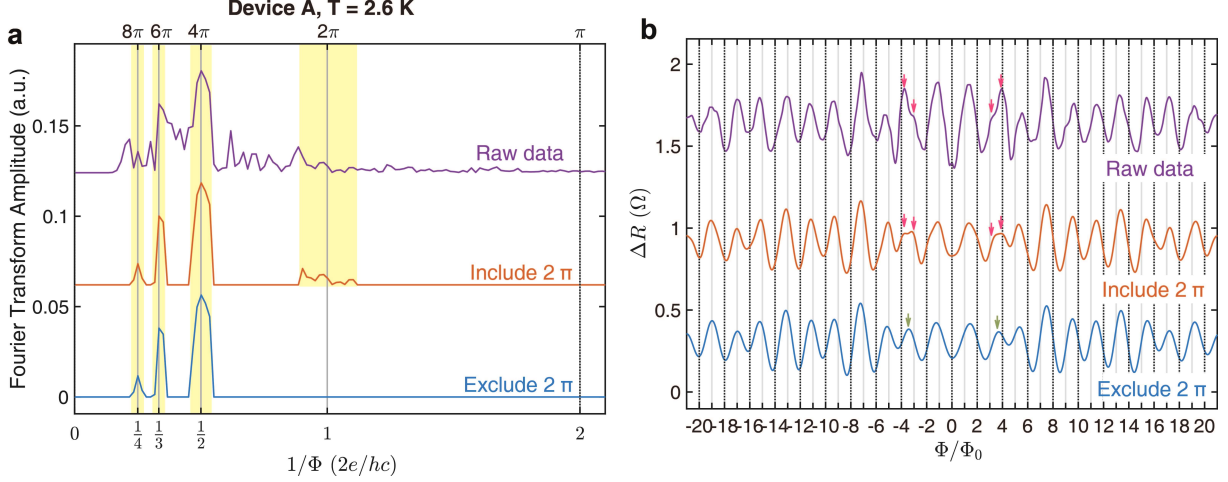 Device A, T = 2.6 K
a
8π 6π 4π 2π π
Fourier Transform Amplitude (a.u.)
0.15
0.1
0.05
0
Raw data
Include 2 π
Exclude 2 π
0 1/4 1/3 1/2 1 2
1/Φ (2e/hc)
b
ΔR (Ω)
2
1.5
1
0.5
0
Raw data
Include 2 π
Exclude 2 π
-20 -18 -16 -14 -12 -10 -8 -6 -4 -2 0 2 4 6 8 10 12 14 16 18 20
Φ/Φ₀